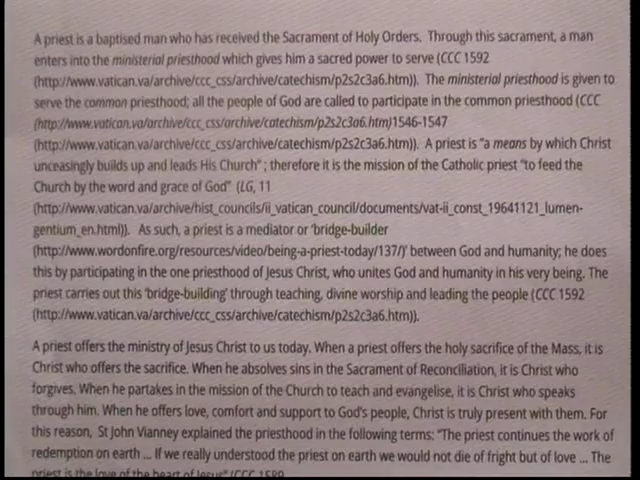 A priest is a baptised man who has received the Sacrament of Holy Orders. Through this sacrament, a man
enters into the ministerial priesthood which gives him a sacred power to serve (CCC 1592
(http://www.vatican.va/archive/ccc_css/archive/catechism/p2s2c3a6.htm)). The ministerial priesthood is given to
serve the common priesthood; all the people of God are called to participate in the common priesthood (CCC
(http://www.vatican.va/archive/ccc_css/archive/catechism/p2s2c3a6.htm)1546-1547
(http://www.vatican.va/archive/ccc_css/archive/catechism/p2s2c3a6.htm)). A priest is "a means by which Christ
unceasingly builds up and leads His Church" ; therefore it is the mission of the Catholic priest "to feed the
Church by the word and grace of God" (LG, 11
(http://www.vatican.va/archive/hist_councils/ii_vatican_council/documents/vat-ii_const_19641121_lumen-
gentium_en.html)). As such, a priest is a mediator or 'bridge-builder
(http://www.wordonfire.org/resources/video/being-a-priest-today/137/)' between God and humanity; he does
this by participating in the one priesthood of Jesus Christ, who unites God and humanity in his very being. The
priest carries out this 'bridge-building' through teaching, divine worship and leading the people (CCC 1592
(http://www.vatican.va/archive/ccc_css/archive/catechism/p2s2c3a6.htm)).
A priest offers the ministry of Jesus Christ to us today. When a priest offers the holy sacrifice of the Mass, it is
Christ who offers the sacrifice. When he absolves sins in the Sacrament of Reconciliation, it is Christ who
forgives. When he partakes in the mission of the Church to teach and evangelise, it is Christ who speaks
through him. When he offers love, comfort and support to God's people, Christ is truly present with them. For
this reason, St John Vianney explained the priesthood in the following terms: "The priest continues the work of
redemption on earth ... If we really understood the priest on earth we would not die of fright but of love ... The
priest is the love of the heart of Jesus" (CCC 1589